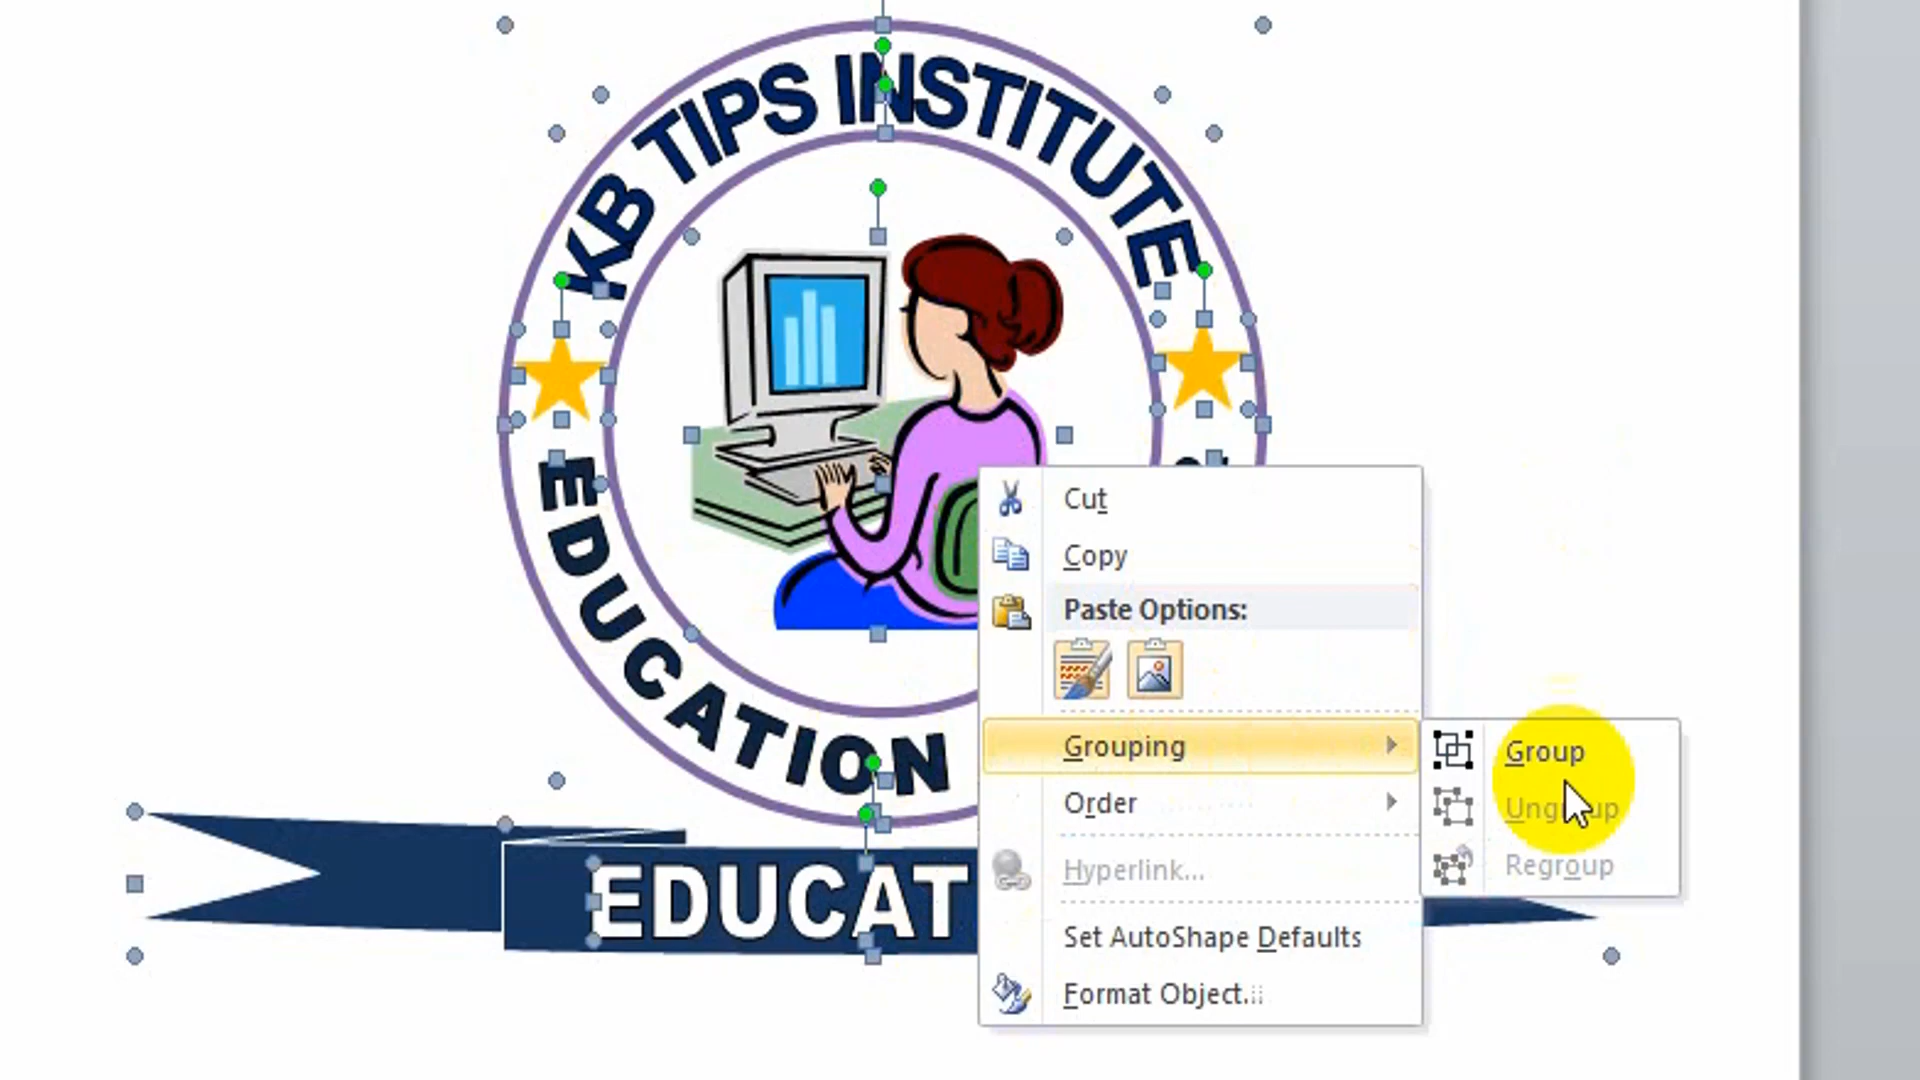 KB TIPS INSTITUTE
EDUCATION
EDUCAT
Cut
Copy
Paste Options:
Grouping
Group
Order
Ungroup
Regroup
Hyperlink...
Set AutoShape Defaults
Format Object...